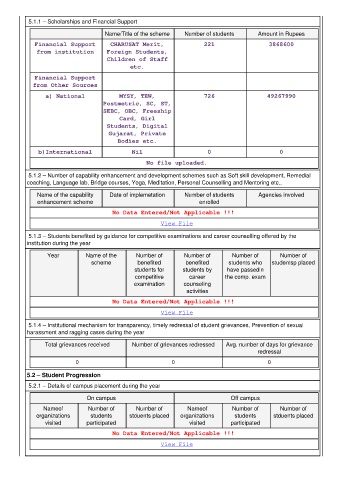 5.1.1 – Scholarships and Financial Support
Name/Title of the scheme Number of students Amount in Rupees
Financial Support from institution CHARUSAT Merit, Foreign Students, Children of Staff etc. 221 3868600
Financial Support from Other Sources
a) National MYSY, TEN, Postmetric, SC, ST, SEBC, OBC, Freeship Card, Girl Students, Digital Gujarat, Private Bodies etc. 726 49267990
b)International Nil 0 0
No file uploaded.
5.1.2 – Number of capability enhancement and development schemes such as Soft skill development, Remedial
coaching, Language lab, Bridge courses, Yoga, Meditation, Personal Counselling and Mentoring etc.,
Name of the capability enhancement scheme Date of implemetation Number of students enrolled Agencies involved
No Data Entered/Not Applicable !!!
View File
5.1.3 – Students benefited by guidance for competitive examinations and career counselling offered by the
institution during the year
Year Name of the scheme Number of benefited students for competitive examination Number of benefited students by career counseling activities Number of students who have passedin the comp. exam Number of studentsp placed
No Data Entered/Not Applicable !!!
View File
5.1.4 – Institutional mechanism for transparency, timely redressal of student grievances, Prevention of sexual
harassment and ragging cases during the year
Total grievances received Number of grievances redressed Avg. number of days for grievance redressal
0 0 0
5.2 – Student Progression
5.2.1 – Details of campus placement during the year
On campus Off campus
Nameof organizations visited Number of students participated Number of stduents placed Nameof organizations visited Number of students participated Number of stduents placed
No Data Entered/Not Applicable !!!
View File